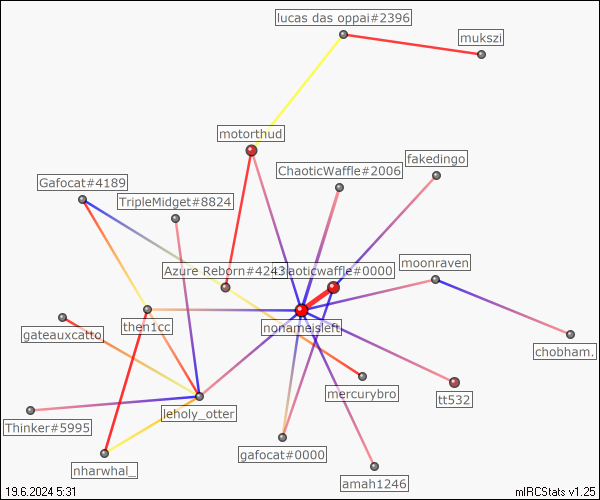 lucas das oppai#2396
mukszi
motorthud
fakedingo
ChaoticWaffle#2006
Gafocat#4189
TripleMidget#8824
moonraven
Azure Reborn#4243
chaoticwaffle#0000
nonameisleft
then1cc
gateauxcatto
chobham.
mercurybro
tt532
leholy_otter
Thinker#5995
gafocat#0000
nharwhal_
amah1246
19.6.2024 5:31
mIRCStats v1.25